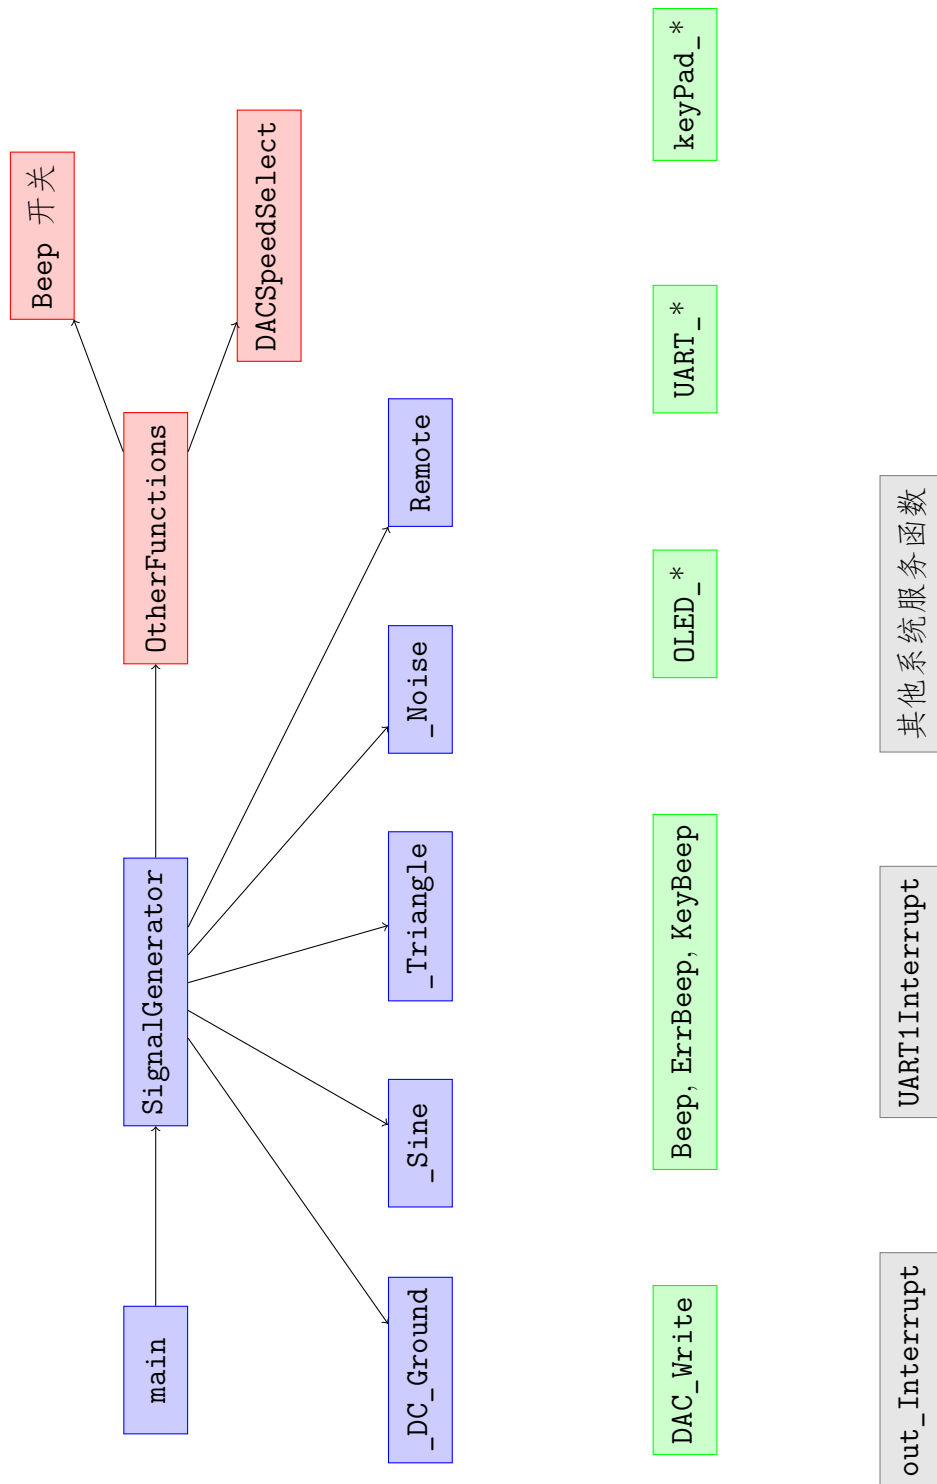 Beep 开关
main
SignalGenerator
OtherFunctions
DACSpeedSelect
_DC_Ground
_Sine
_Triangle
_Noise
Remote
DAC_Write
Beep, ErrBeep, KeyBeep
OLED_*
UART_*
keyPad_*
out_Interrupt
UART1Interrupt
其他系统服务函数